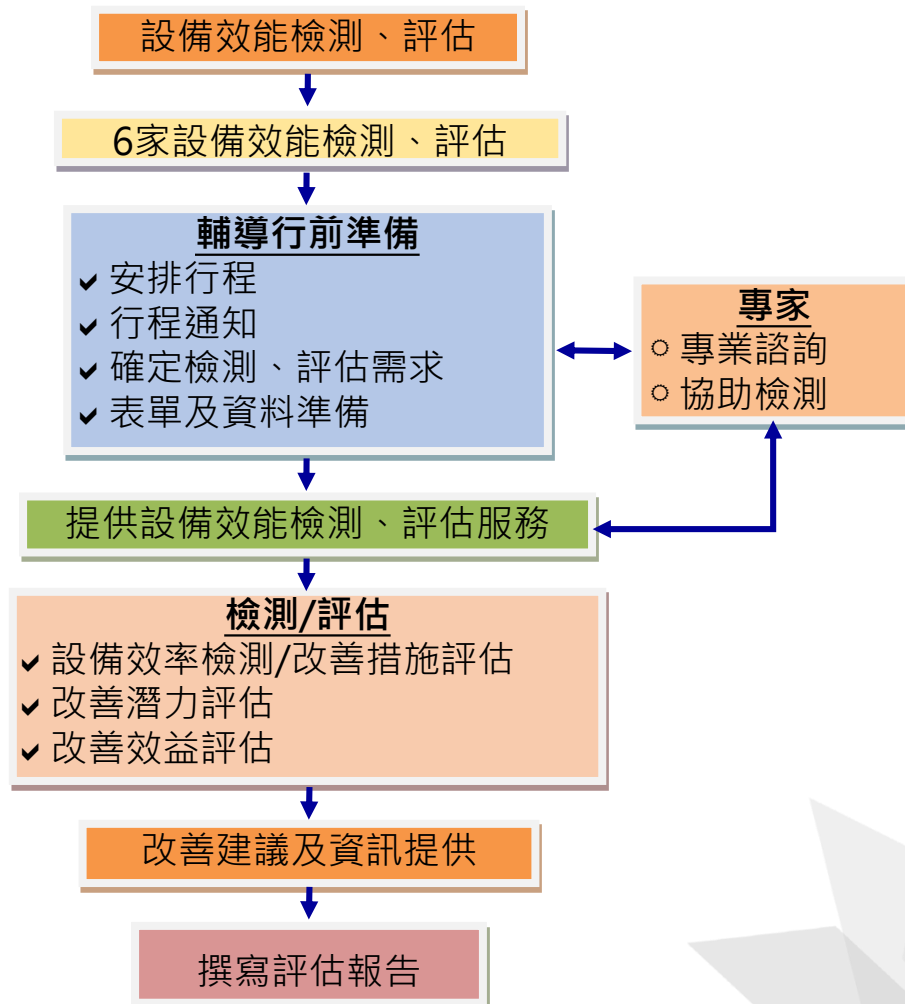 設備效能檢測、評估
6家設備效能檢測、評估
輔導行前準備
✔ 安排行程
✔ 行程通知
✔ 確定檢測、評估需求
✔ 表單及資料準備
專家
○ 專業諮詢
○ 協助檢測
提供設備效能檢測、評估服務
檢測/評估
✔ 設備效率檢測/改善措施評估
✔ 改善潛力評估
✔ 改善效益評估
改善建議及資訊提供
撰寫評估報告